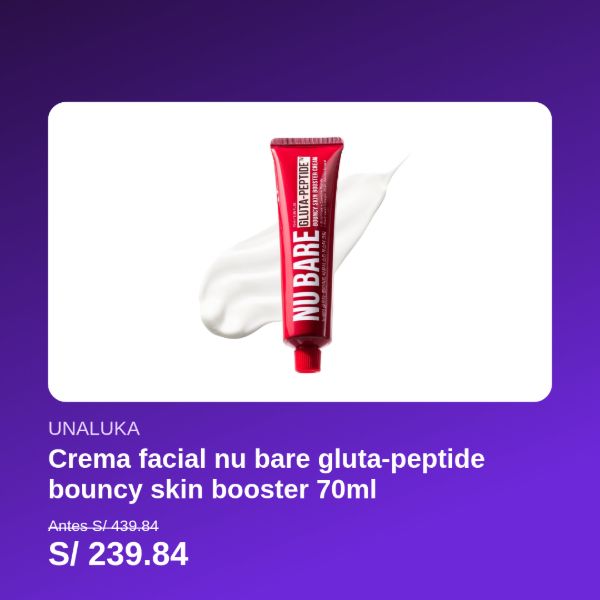 NU BARE
GLUTA-PEPTIDE
BOUNCY SKIN BOOSTER CREAM
UNALUKA
Crema facial nu bare gluta-peptide
bouncy skin booster 70ml
Antes S/ 439.84
S/ 239.84